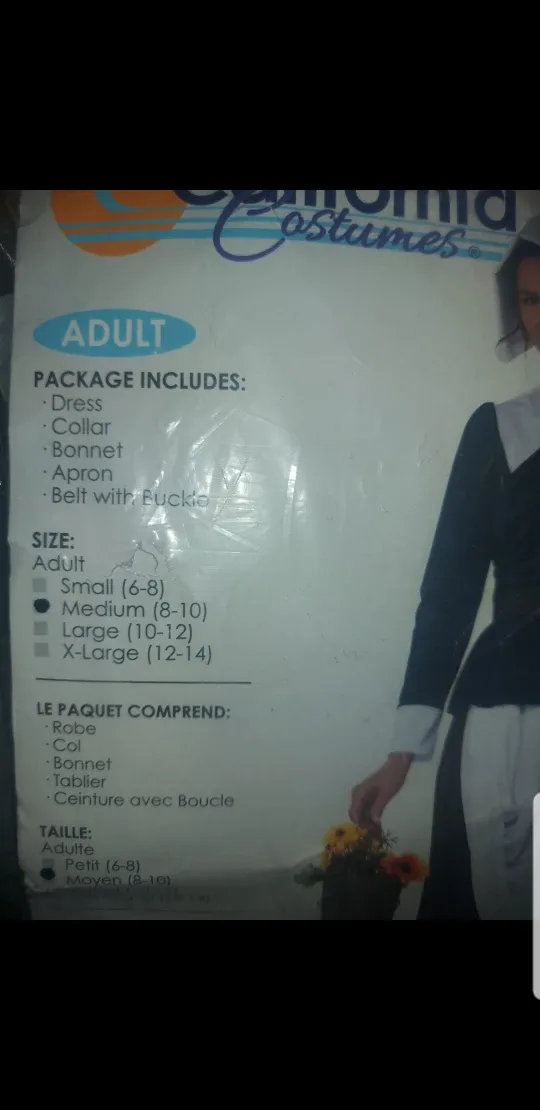 California
Costumes®
ADULT
PACKAGE INCLUDES:
· Dress
· Collar
· Bonnet
· Apron
· Belt with Buckle
SIZE:
Adult
Small (6-8)
Medium (8-10)
Large (10-12)
X-Large (12-14)
LE PAQUET COMPREND:
· Robe
· Col
· Bonnet
· Tablier
· Ceinture avec Boucle
TAILLE:
Adulte
Petit (6-8)
Moyen (8-10)